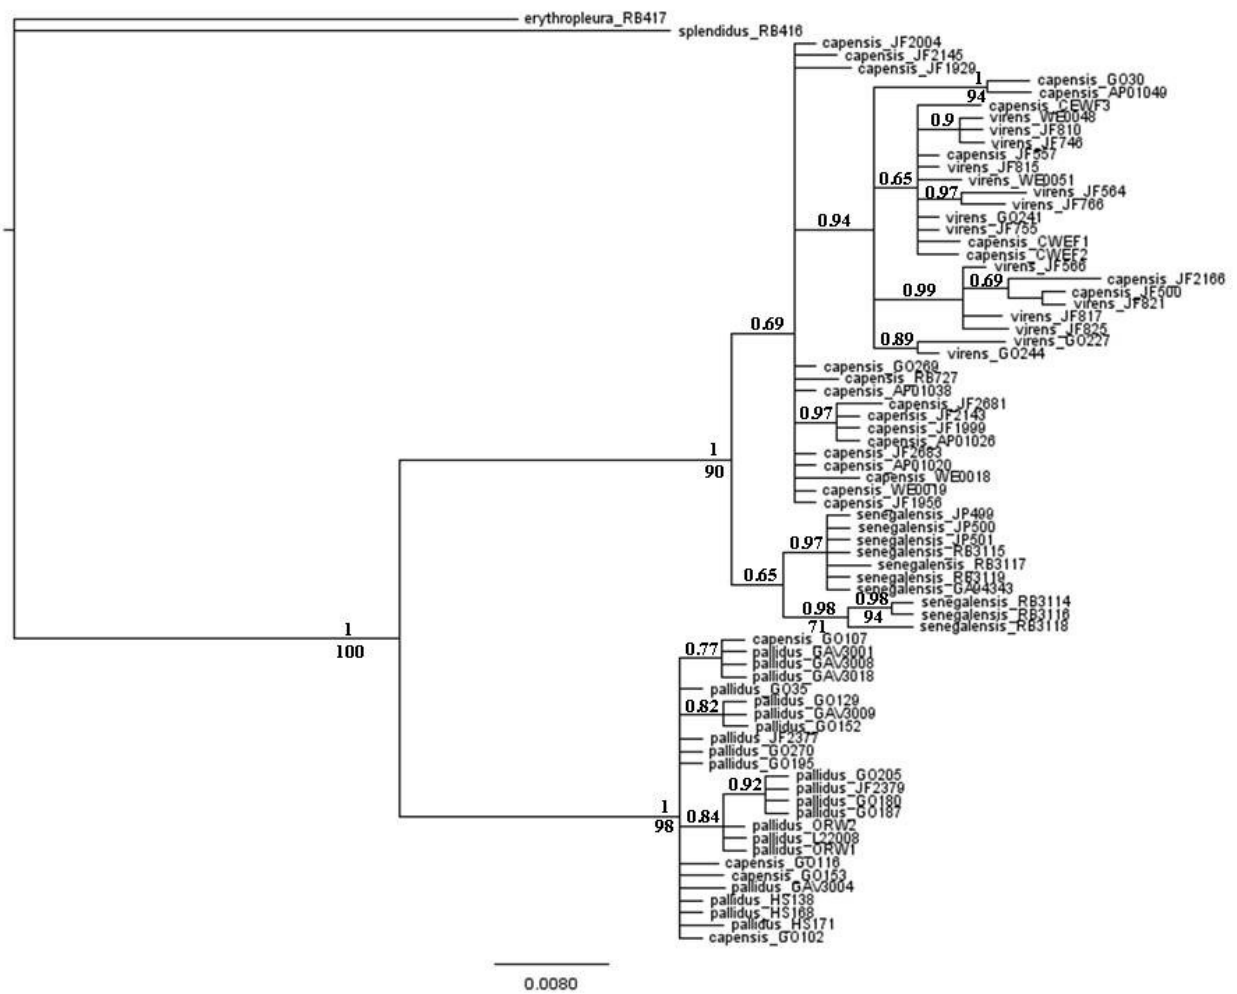 erythropleura_RB417
splendidus_RB416
capensis_JF2004
capensis_JF2145
capensis_JF1929
1
capensis_GO30
94
capensis_AP01049
capensis_CEWF3
0.9
virens_WE0048
virens_JF810
virens_JF746
capensis_JF557
virens_JF815
0.65
virens_WE0051
0.97
virens_JF564
virens_JF766
virens_GO241
0.94
virens_JF755
capensis_CWEF1
capensis_CWEF2
virens_JF566
0.69
capensis_JF2166
0.99
capensis_JF500
virens_JF821
virens_JF817
virens_JF825
0.69
0.89
virens_GO227
virens_GO244
capensis_GO269
capensis_RB727
capensis_AP01038
capensis_JF2681
0.97
capensis_JF2143
capensis_JF1999
capensis_AP01026
1
capensis_JF2683
90
capensis_AP01020
capensis_WE0018
capensis_WE0019
capensis_JF1956
senegalensis_JP499
senegalensis_JP500
senegalensis_JP501
0.97
senegalensis_RB3115
senegalensis_RB3117
0.65
senegalensis_RB3119
senegalensis_GA94343
0.98
senegalensis_RB3114
0.98
94
senegalensis_RB3116
71
senegalensis_RB3118
1
100
capensis_GO107
0.77
pallidus_GAV3001
pallidus_GAV3008
pallidus_GAV3018
pallidus_GO35
pallidus_GO129
0.82
pallidus_GAV3009
pallidus_GO152
pallidus_JF2377
pallidus_GO270
pallidus_GO195
pallidus_GO205
0.92
pallidus_JF2379
pallidus_GO180
1
0.84
pallidus_GO187
98
pallidus_ORW2
pallidus_L22008
pallidus_ORW1
capensis_GO116
capensis_GO153
pallidus_GAV3004
pallidus_HS138
pallidus_HS168
pallidus_HS171
capensis_GO102
0.0080